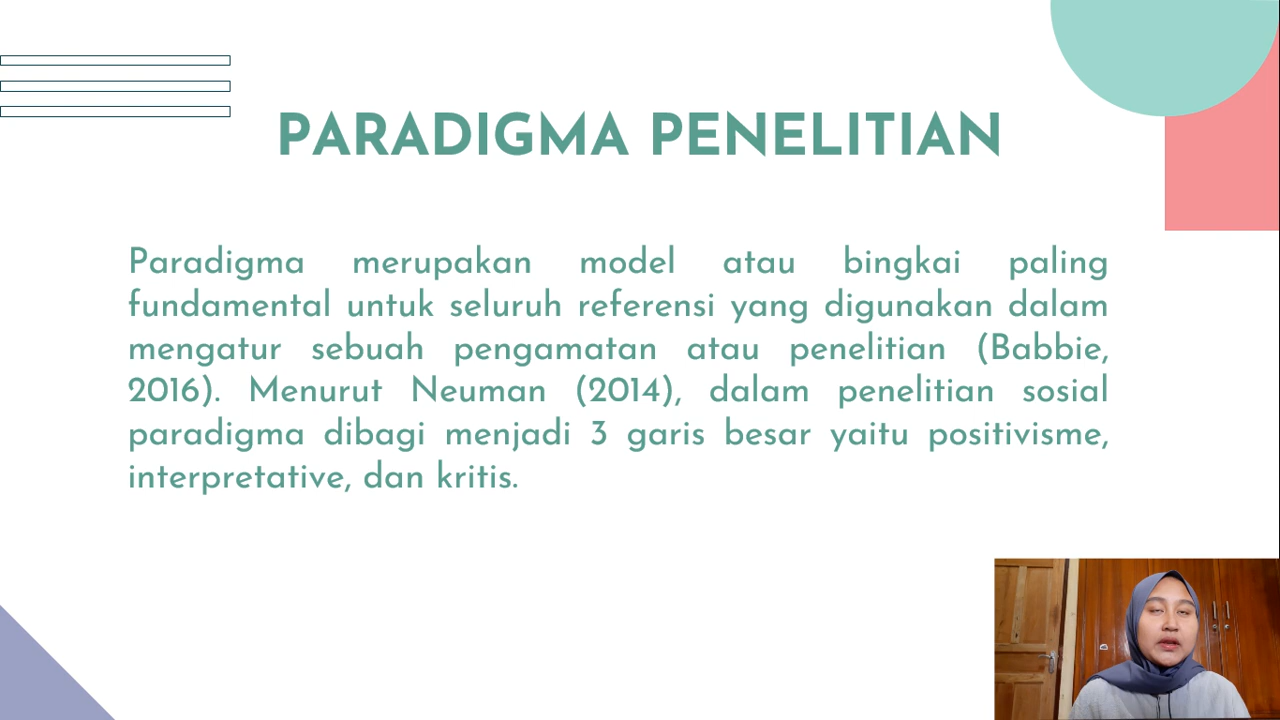 PARADIGMA PENELITIAN
Paradigma merupakan model atau bingkai paling
fundamental untuk seluruh referensi yang digunakan dalam
mengatur sebuah pengamatan atau penelitian (Babbie,
2016). Menurut Neuman (2014), dalam penelitian sosial
paradigma dibagi menjadi 3 garis besar yaitu positivisme,
interpretative, dan kritis.